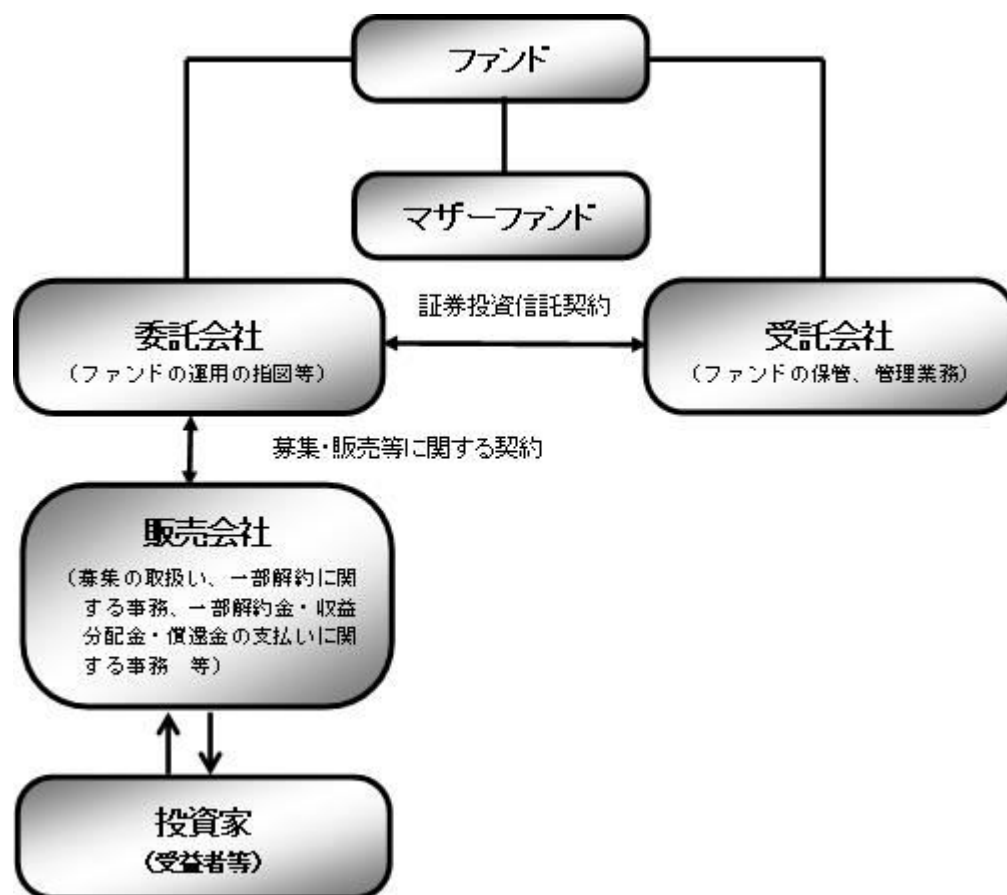 ファンド
マザーファンド
証券投資信託契約
委託会社
(ファンドの運用の指図等)
受託会社
(ファンドの保管、管理業務)
募集・販売等に関する契約
販売会社
(募集の取扱い、一部解約に関
する事務、一部解約金・収益
分配金・償還金の支払いに関
する事務 等)
投資家
(受益者等)